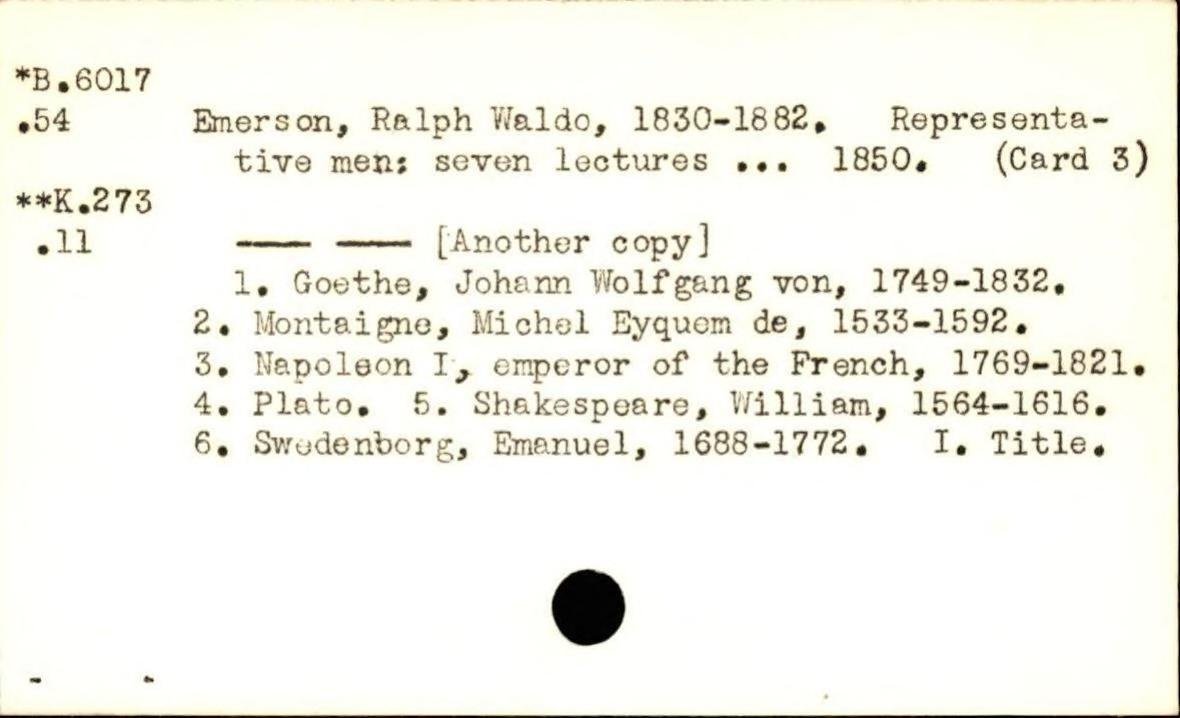 *B.6017
.54 Emerson, Ralph Waldo, 1830-1882. Representa-
tive men: seven lectures ... 1850. (Card 3)
**K.273
.11 —— —— [Another copy]
1. Goethe, Johann Wolfgang von, 1749-1832.
2. Montaigne, Michel Eyquem de, 1533-1592.
3. Napoleon I, emperor of the French, 1769-1821.
4. Plato. 5. Shakespeare, William, 1564-1616.
6. Swedenborg, Emanuel, 1688-1772. I. Title.